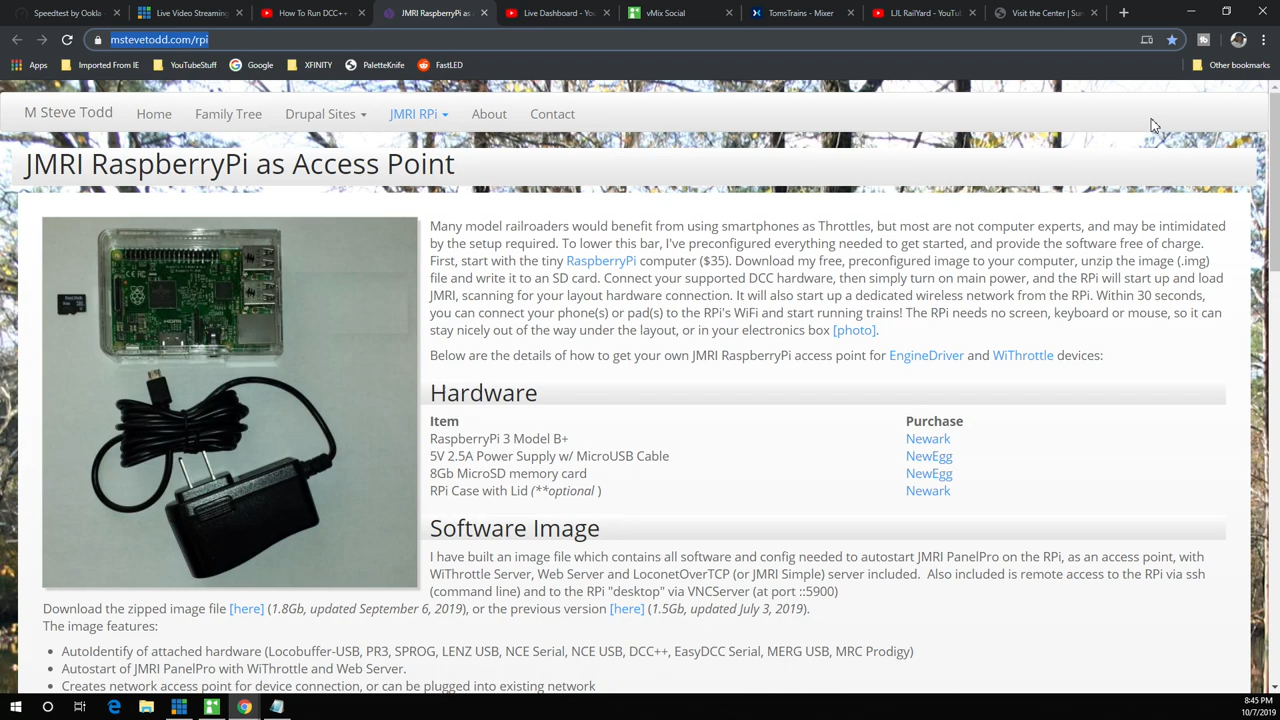 Speedtest by Ookla -
Live Video Streaming
How To Run DCC++
JMRI RaspberryPi as
Live Dashboard - You
vMix Social
TomsTrains - Mixer
LIL RailYard - YouTu
Visit the Center | Su
mstevetodd.com/rpi
Apps
Imported From IE
YouTubeStuff
Google
XFINITY
PaletteKnife
FastLED
Other bookmarks
M Steve Todd
Home
Family Tree
Drupal Sites
JMRI RPi
About
Contact
JMRI RaspberryPi as Access Point
Many model railroaders would benefit from using smartphones as Throttles, but most are not computer experts, and may be intimidated
by the setup required. To lower this bar, I've preconfigured everything needed to get started, and provide the software free of charge.
First, start with the tiny RaspberryPi computer ($35). Download my free, preconfigured image to your computer, unzip the image (.img)
file and write it to an SD card. Connect your supported DCC hardware, then simply turn on main power, and the RPi will start up and load
JMRI, scanning for your layout hardware connection. It will also start up a dedicated wireless network from the RPi. Within 30 seconds,
you can connect your phone(s) or pad(s) to the RPi's WiFi and start running trains! The RPi needs no screen, keyboard or mouse, so it can
stay nicely out of the way under the layout, or in your electronics box [photo].
Below are the details of how to get your own JMRI RaspberryPi access point for EngineDriver and WiThrottle devices:
Hardware
Item Purchase
RaspberryPi 3 Model B+ Newark
5V 2.5A Power Supply w/ MicroUSB Cable NewEgg
8Gb MicroSD memory card NewEgg
RPi Case with Lid (**optional ) Newark
Software Image
I have built an image file which contains all software and config needed to autostart JMRI PanelPro on the RPi, as an access point, with
WiThrottle Server, Web Server and LoconetOverTCP (or JMRI Simple) server included.  Also included is remote access to the RPi via ssh
(command line) and to the RPi "desktop" via VNCServer (at port ::5900)
Download the zipped image file [here] (1.8Gb, updated September 6, 2019), or the previous version [here] (1.5Gb, updated July 3, 2019).
The image features:
• AutoIdentify of attached hardware (Locobuffer-USB, PR3, SPROG, LENZ USB, NCE Serial, NCE USB, DCC++, EasyDCC Serial, MERG USB, MRC Prodigy)
• Autostart of JMRI PanelPro with WiThrottle and Web Server.
• Creates network access point for device connection, or can be plugged into existing network
8:45 PM
10/7/2019